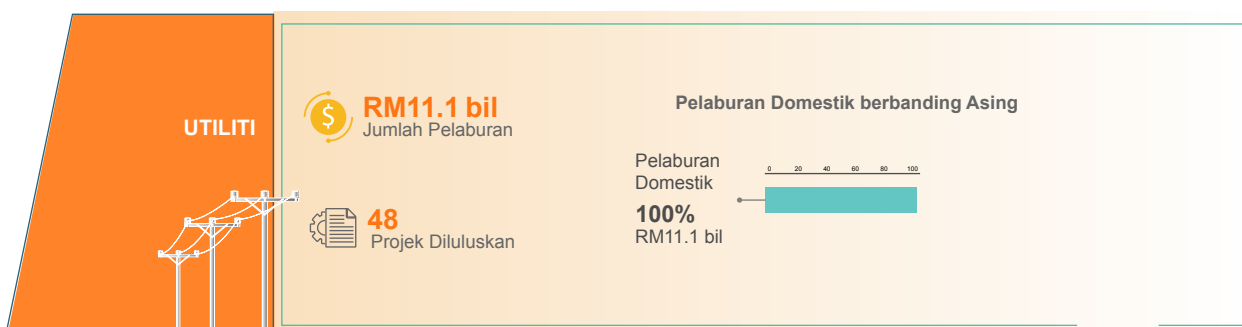 UTILITI
$
RM11.1 bil
Jumlah Pelaburan
48
Projek Diluluskan
Pelaburan Domestik berbanding Asing
Pelaburan
Domestik
100%
RM11.1 bil
0 20 40 60 80 100